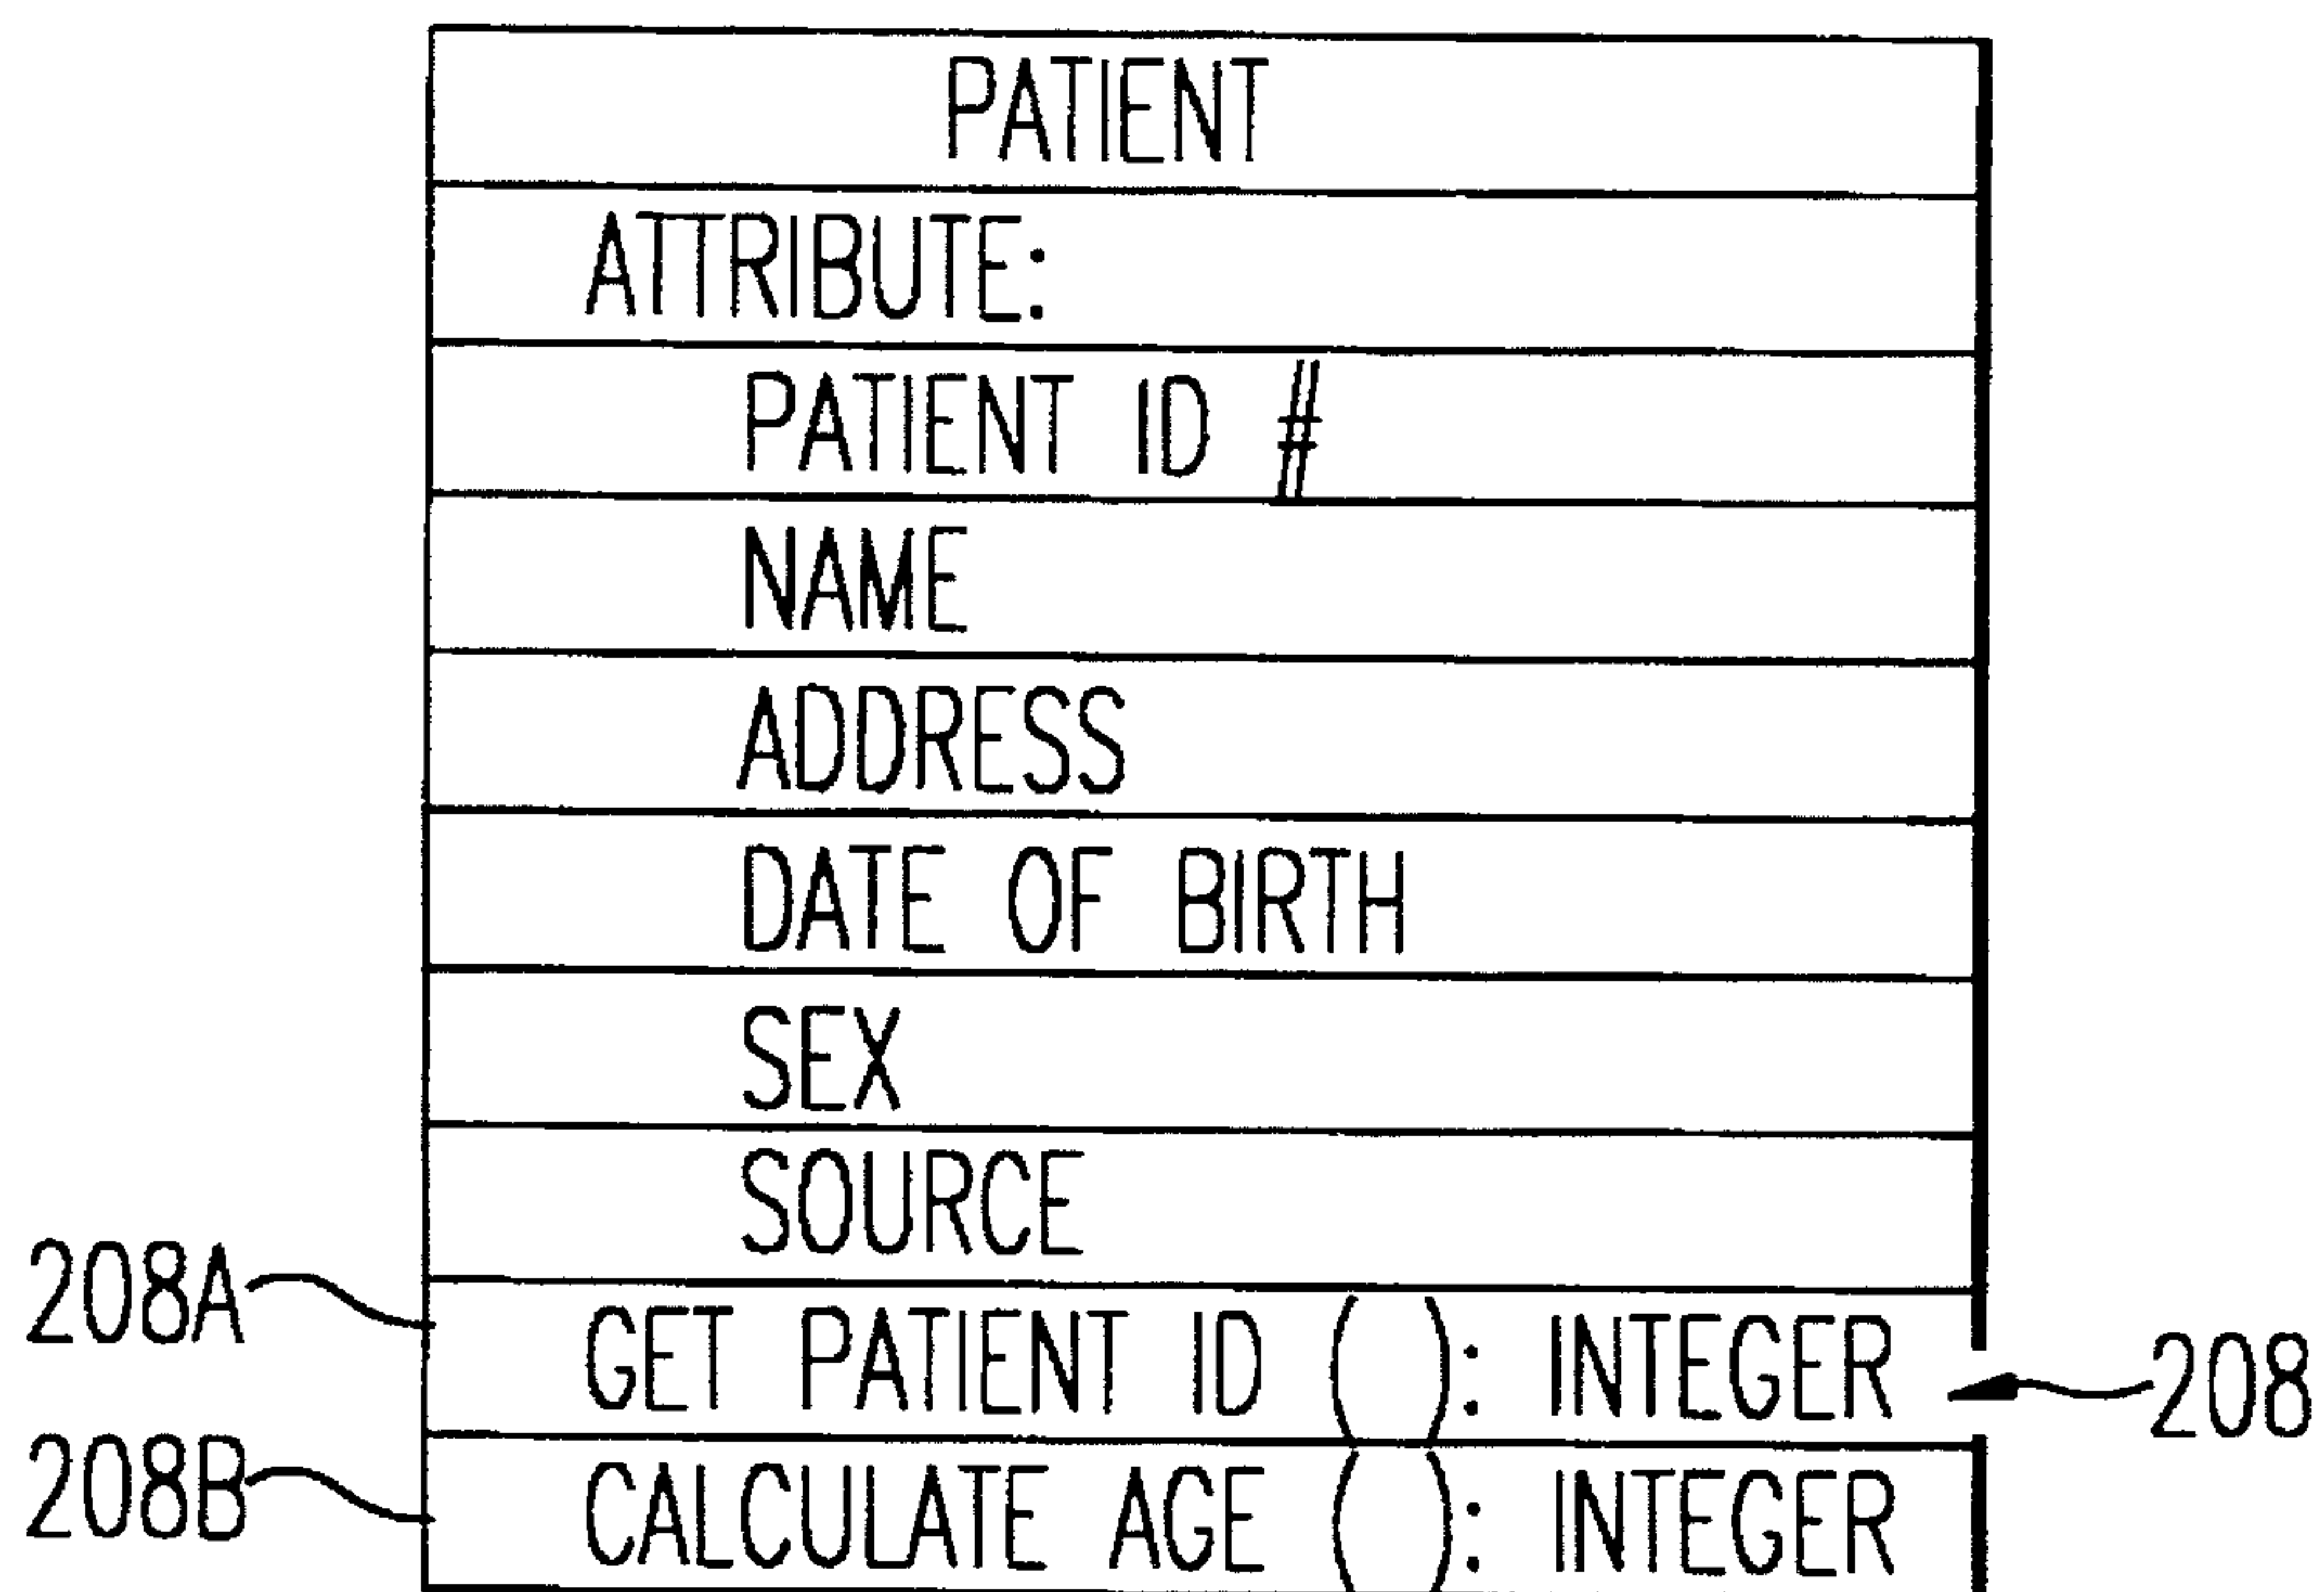 PATIENT
ATTRIBUTE:
PATIENT ID #
NAME
ADDRESS
DATE OF BIRTH
SEX
SOURCE
208A
GET PATIENT ID ( ): INTEGER
208
208B
CALCULATE AGE ( ): INTEGER